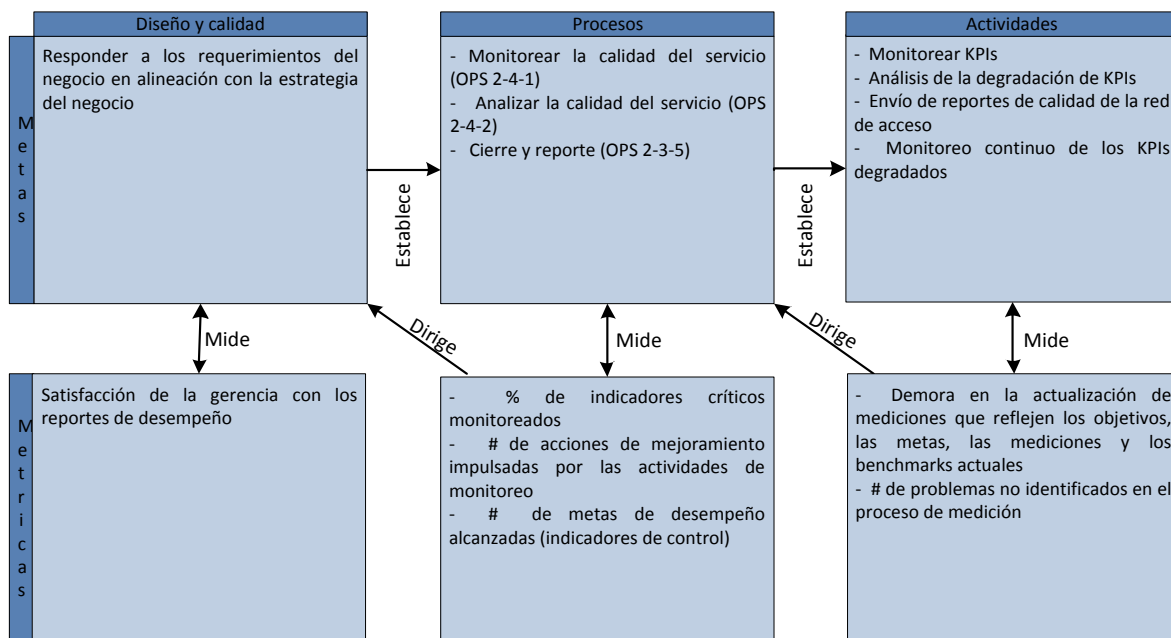 Diseño y calidad
Procesos
Actividades
Metas
Responder a los requerimientos del
negocio en alineación con la estrategia
del negocio
Establece
- Monitorear la calidad del servicio
(OPS 2-4-1)
- Analizar la calidad del servicio (OPS
2-4-2)
- Cierre y reporte (OPS 2-3-5)
Establece
- Monitorear KPIs
- Análisis de la degradación de KPIs
- Envío de reportes de calidad de la red
de acceso
- Monitoreo continuo de los KPIs
degradados
Mide
Dirige
Mide
Dirige
Mide
Metricas
Satisfacción de la gerencia con los
reportes de desempeño
- % de indicadores críticos
monitoreados
- # de acciones de mejoramiento
impulsadas por las actividades de
monitoreo
- # de metas de desempeño
alcanzadas (indicadores de control)
- Demora en la actualización de
mediciones que reflejen los objetivos,
las metas, las mediciones y los
benchmarks actuales
- # de problemas no identificados en el
proceso de medición